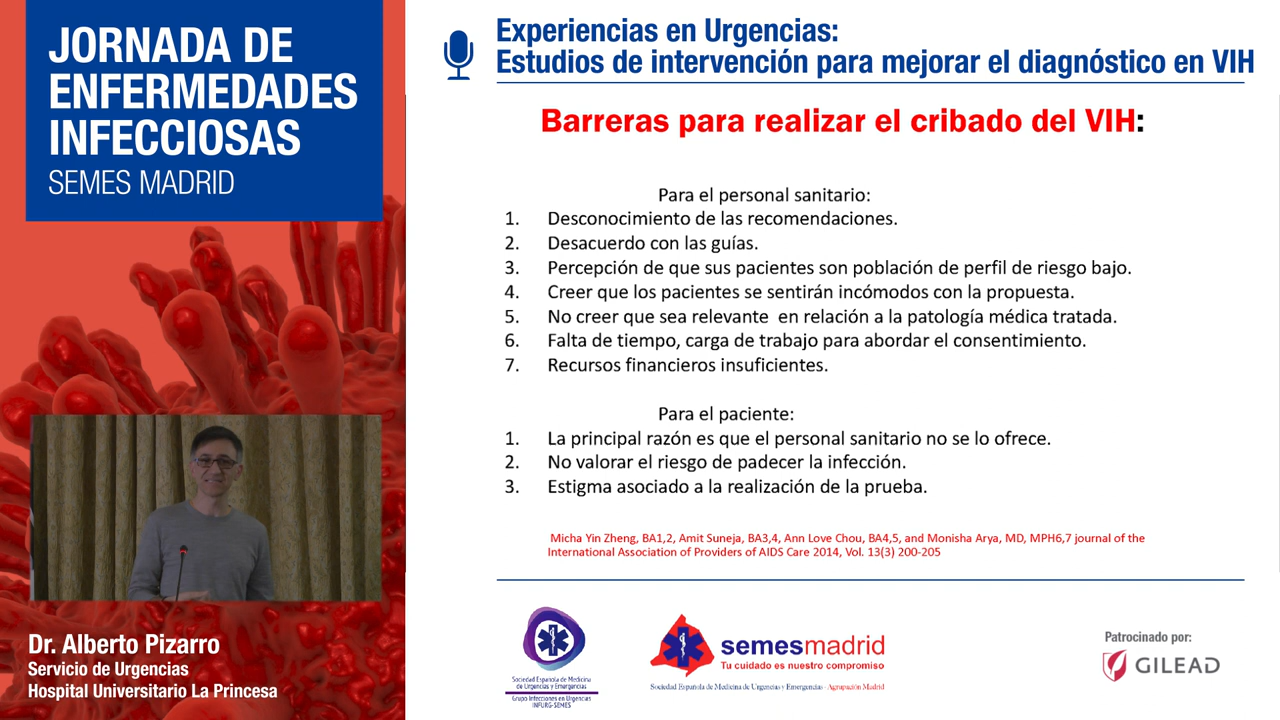 JORNADA DE
ENFERMEDADES
INFECCIOSAS
SEMES MADRID
Dr. Alberto Pizarro
Servicio de Urgencias
Hospital Universitario La Princesa
Experiencias en Urgencias:
Estudios de intervención para mejorar el diagnóstico en VIH
Barreras para realizar el cribado del VIH:
Para el personal sanitario:
1. Desconocimiento de las recomendaciones.
2. Desacuerdo con las guías.
3. Percepción de que sus pacientes son población de perfil de riesgo bajo.
4. Creer que los pacientes se sentirán incómodos con la propuesta.
5. No creer que sea relevante en relación a la patología médica tratada.
6. Falta de tiempo, carga de trabajo para abordar el consentimiento.
7. Recursos financieros insuficientes.
Para el paciente:
1. La principal razón es que el personal sanitario no se lo ofrece.
2. No valorar el riesgo de padecer la infección.
3. Estigma asociado a la realización de la prueba.
Micha Yin Zheng, BA1,2, Amit Suneja, BA3,4, Ann Love Chou, BA4,5, and Monisha Arya, MD, MPH6,7 journal of the
International Association of Providers of AIDS Care 2014, Vol. 13(3) 200-205
Sociedad Española de Medicina
de Urgencias y Emergencias
Grupo Infecciones en Urgencias
INFURG-SEMES
semesmadrid
Tu cuidado es nuestro compromiso
Sociedad Española de Medicina de Urgencias y Emergencias · Agrupación Madrid
Patrocinado por:
GILEAD